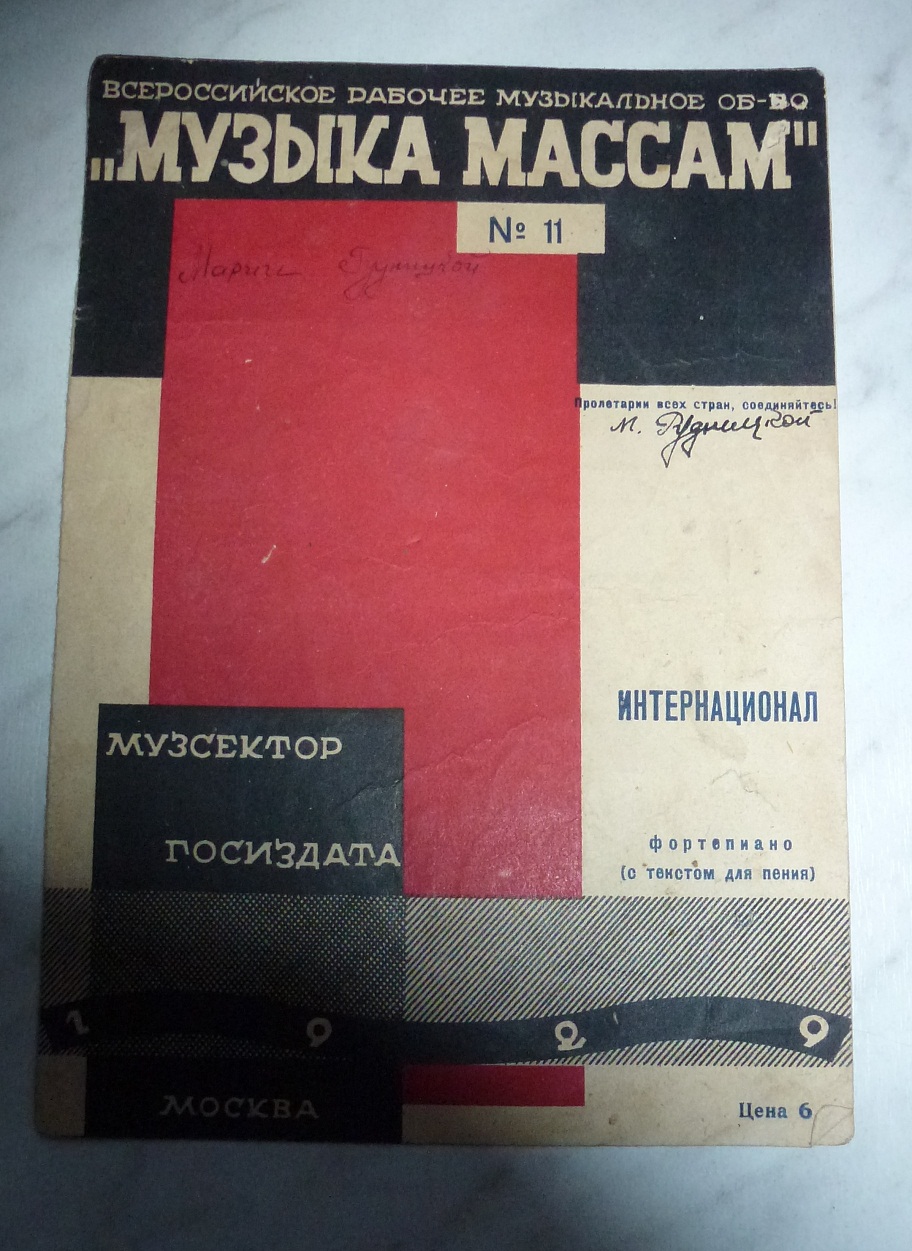 ВСЕРОССИЙСКОЕ РАБОЧЕЕ МУЗЫКАЛЬНОЕ ОБ-ВО
„МУЗЫКА МАССАМ"
№ 11
Пролетарии всех стран, соединяйтесь!
М. Рудницкой
ИНТЕРНАЦИОНАЛ
МУЗСЕКТОР
ГОСИЗДАТА
фортепиано
(с текстом для пения)
1929
МОСКВА
Цена 6